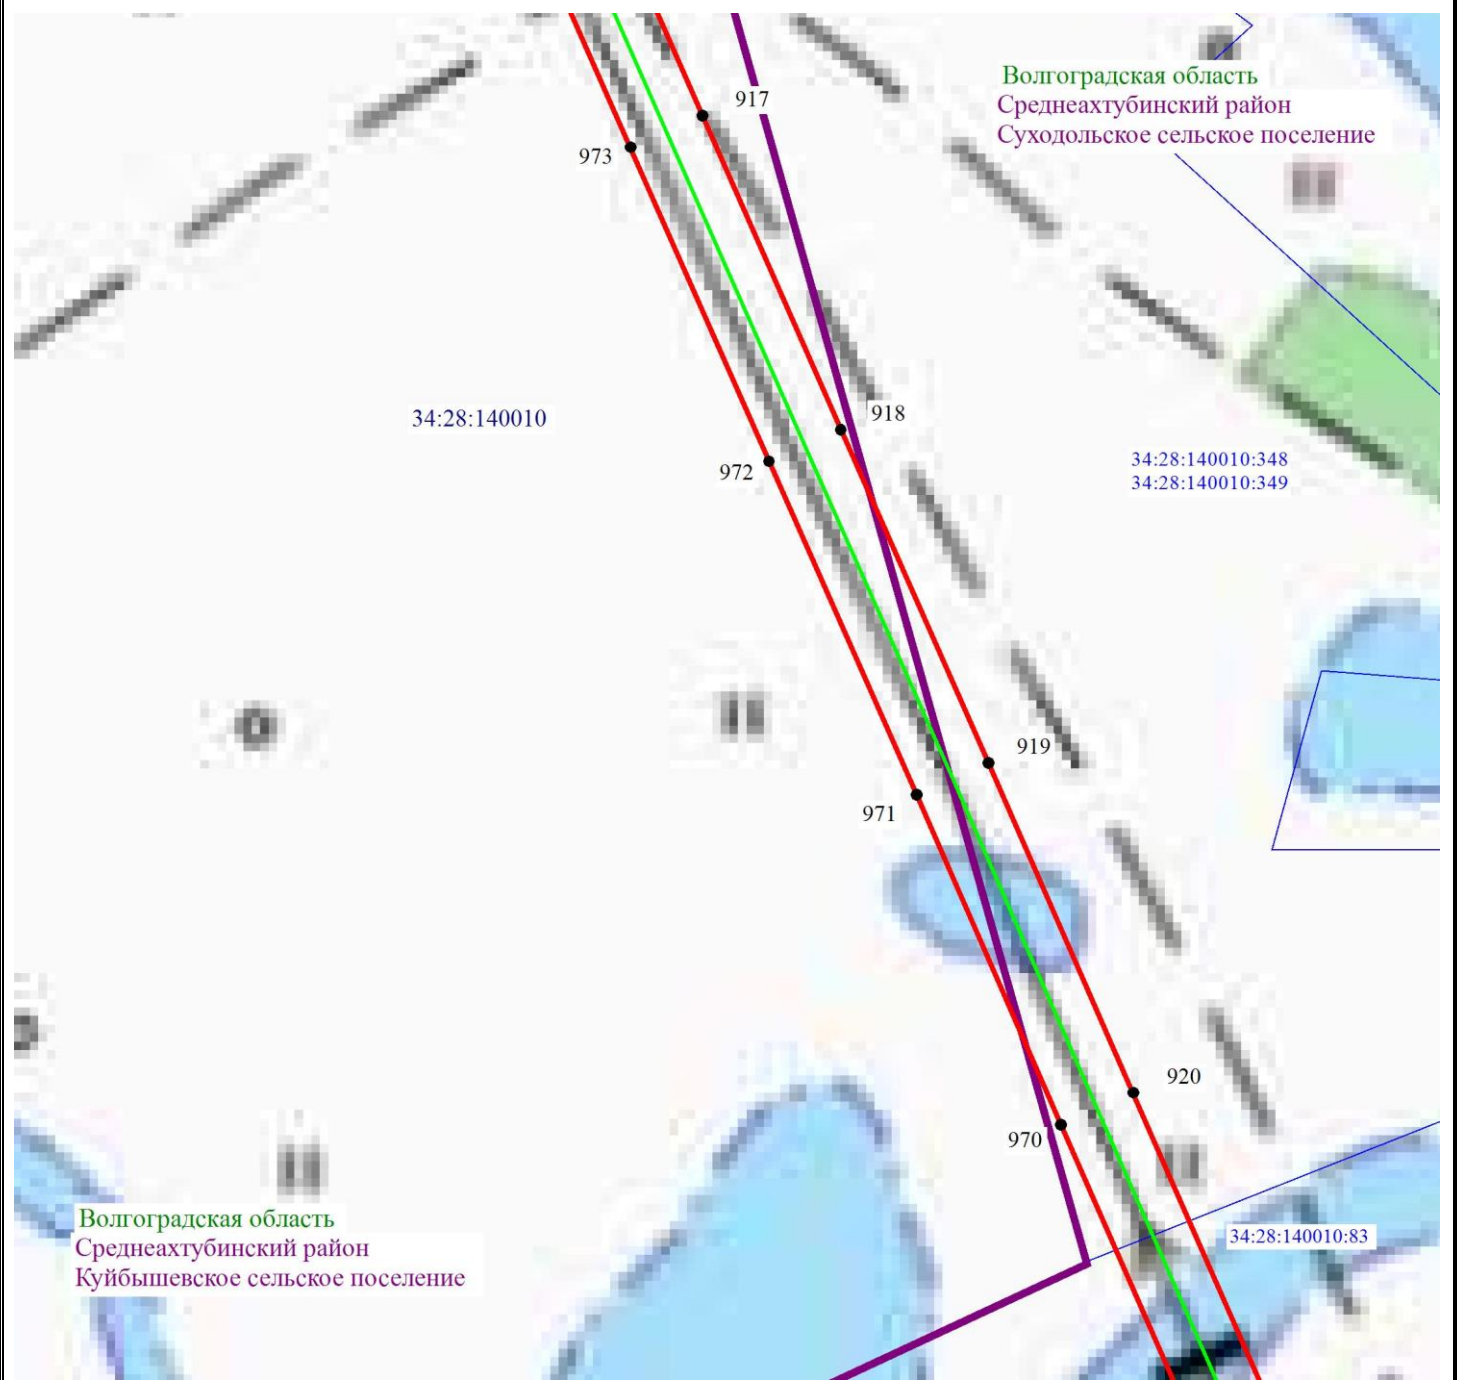 Волгоградская область
Среднеахтубинский район
Суходольское сельское поселение
917
973
34:28:140010
918
972
34:28:140010:348
34:28:140010:349
919
971
920
970
Волгоградская область
Среднеахтубинский район
Куйбышевское сельское поселение
34:28:140010:83